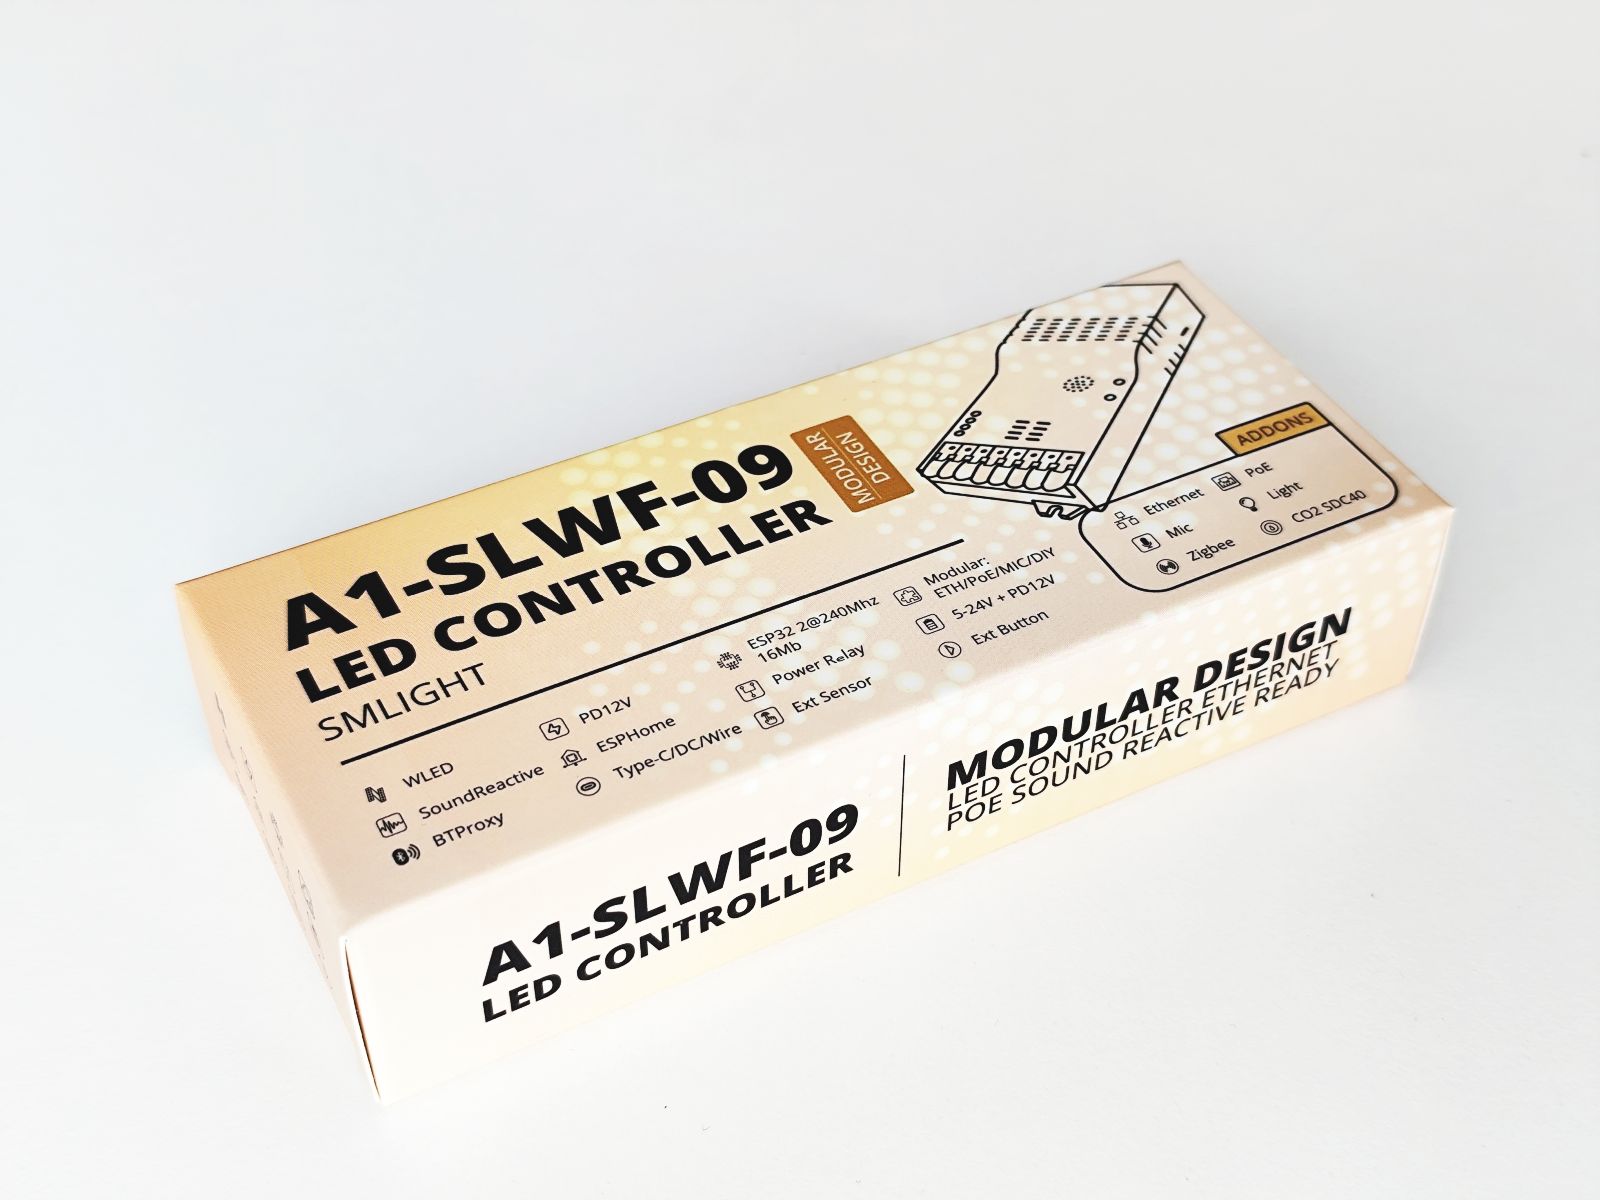 A1-SLWF-09
LED CONTROLLER
SMLIGHT
MODULAR
DESIGN
WLED
SoundReactive
BTProxy
PD12V
ESPHome
Type-C/DC/Wire
ESP32 2@240Mhz
16Mb
Power Relay
Ext Sensor
Modular:
ETH/PoE/MIC/DIY
5-24V + PD12V
Ext Button
ADDONS
Ethernet
PoE
Mic
Light
Zigbee
CO2 SDC40
A1-SLWF-09
LED CONTROLLER
MODULAR DESIGN
LED CONTROLLER ETHERNET
POE SOUND REACTIVE READY